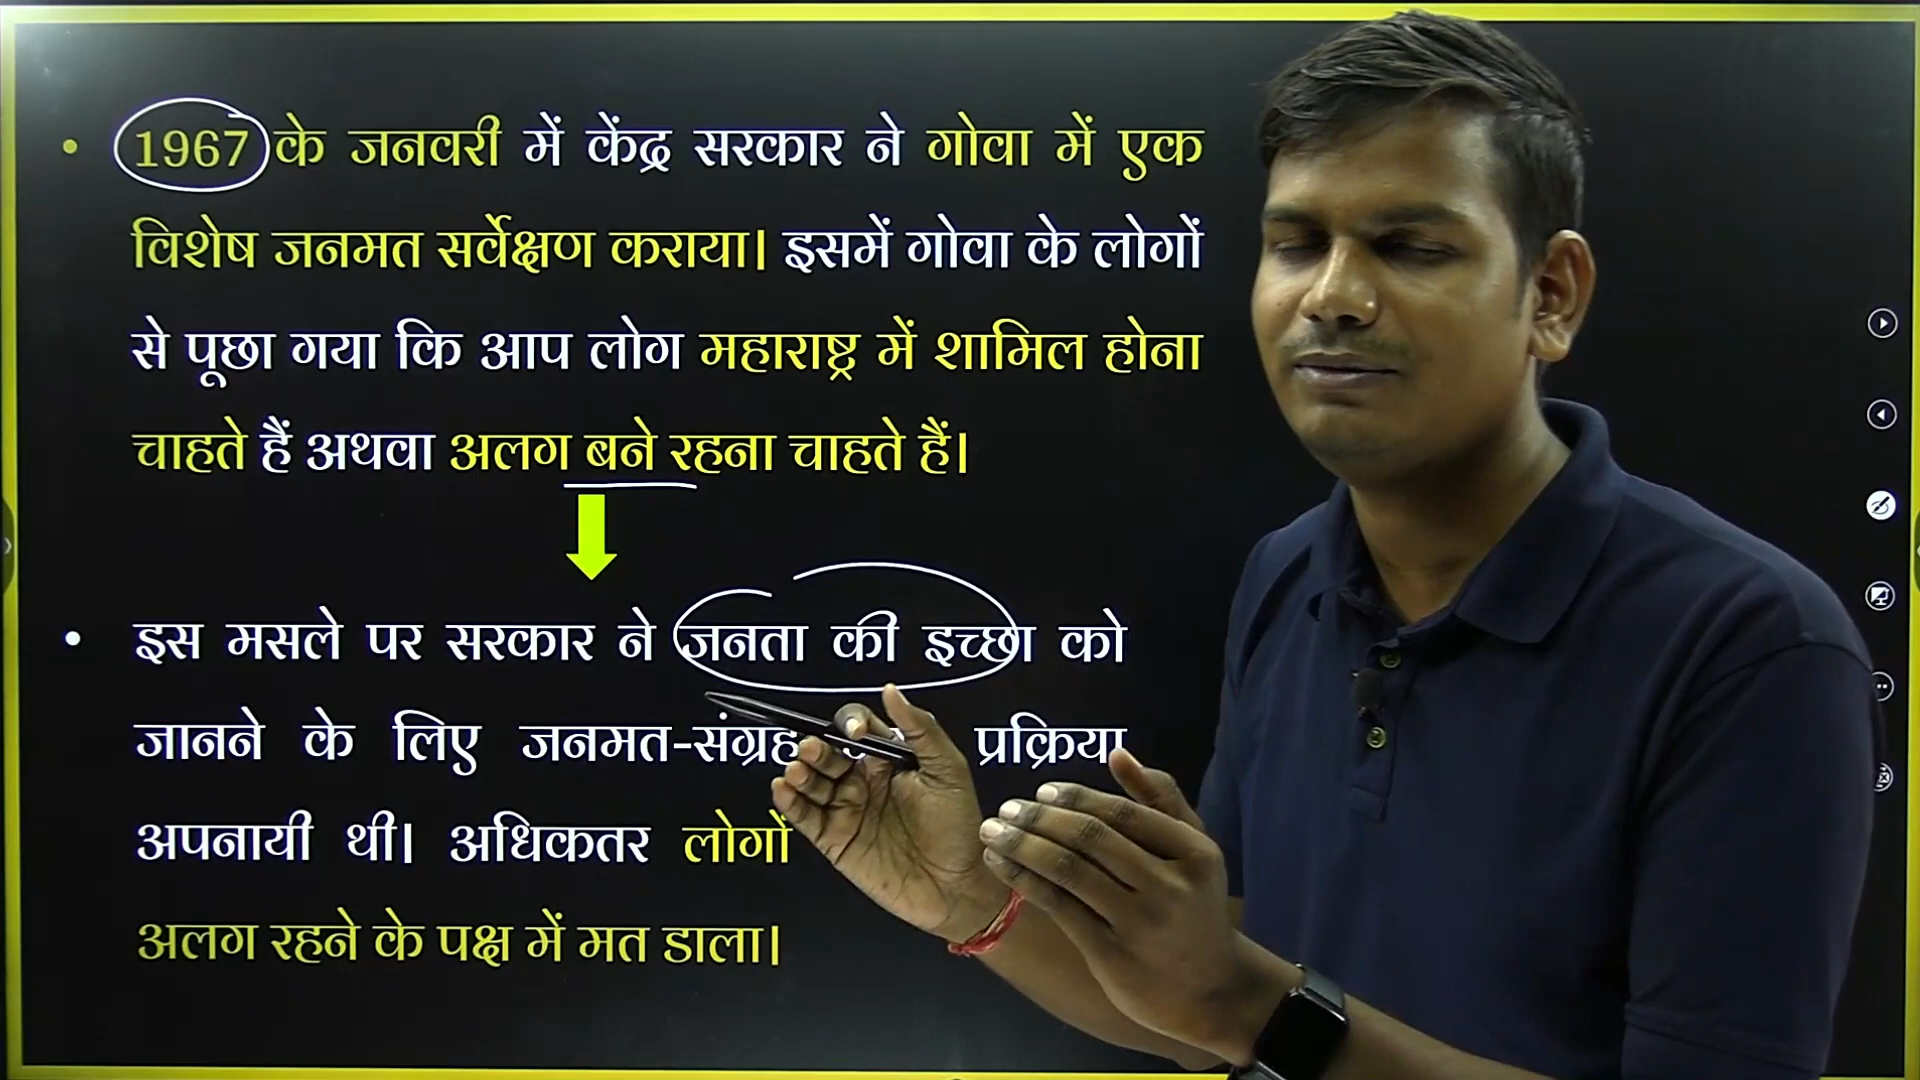 • 1967 के जनवरी में केंद्र सरकार ने गोवा में एक
विशेष जनमत सर्वेक्षण कराया। इसमें गोवा के लोगों
से पूछा गया कि आप लोग महाराष्ट्र में शामिल होना
चाहते हैं अथवा अलग बने रहना चाहते हैं।
• इस मसले पर सरकार ने जनता की इच्छा को
जानने के लिए जनमत-संग्रह प्रक्रिया
अपनायी थी। अधिकतर लोगों
अलग रहने के पक्ष में मत डाला।